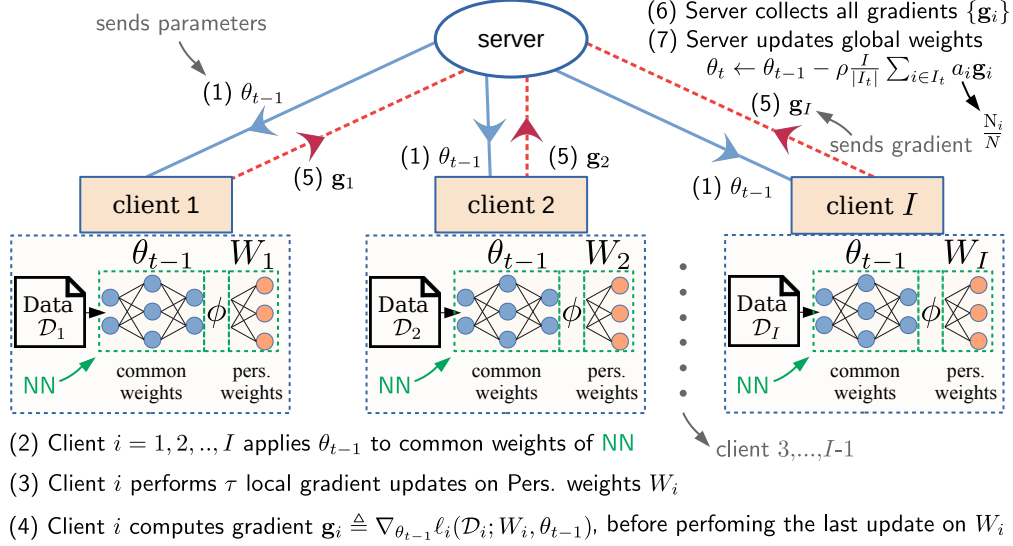 sends parameters
server
(6) Server collects all gradients {𝐠ᵢ}
(7) Server updates global weights
θ_t ← θ_{t−1} − ρ \frac{I}{|I_t|} ∑_{i∈I_t} a_i 𝐠_i
\frac{N_i}{N}
(1) θ_{t−1}
(5) 𝐠_1
(1) θ_{t−1}
(5) 𝐠_2
(5) 𝐠_I
sends gradient
(1) θ_{t−1}
client 1
client 2
client I
θ_{t−1} W_1
Data
𝒟_1
ϕ
NN
common
weights
pers.
weights
θ_{t−1} W_2
Data
𝒟_2
ϕ
NN
common
weights
pers.
weights
θ_{t−1} W_I
Data
𝒟_I
ϕ
NN
common
weights
pers.
weights
client 3,...,I-1
(2) Client i = 1, 2, .., I applies θ_{t−1} to common weights of NN
(3) Client i performs τ local gradient updates on Pers. weights W_i
(4) Client i computes gradient 𝐠_i ≜ ∇_{θ_{t−1}} ℓ_i(𝒟_i; W_i, θ_{t−1}), before perfoming the last update on W_i